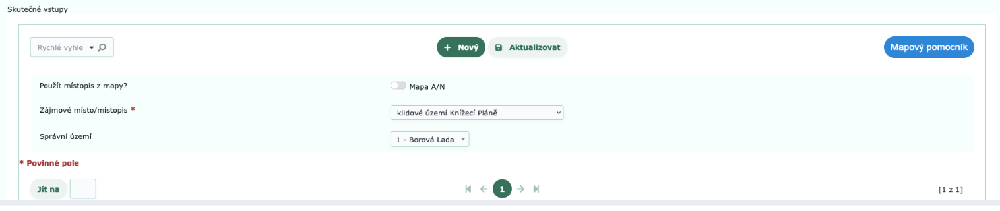 Skutečné vstupy
Rychlé vyhle
+ Nový
Aktualizovat
Mapový pomocník
Použít místopis z mapy?
Mapa A/N
Zájmové místo/místopis *
klidové území Knížecí Pláně
Správní území
1 - Borová Lada
* Povinné pole
Jít na
1
[1 z 1]